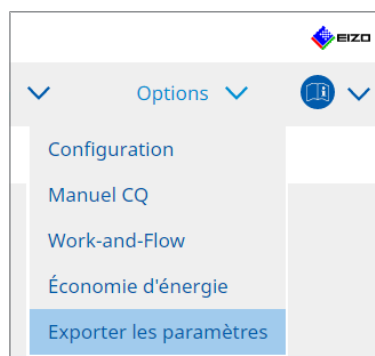 EIZO
Options
Configuration
Manuel CQ
Work-and-Flow
Économie d'énergie
Exporter les paramètres